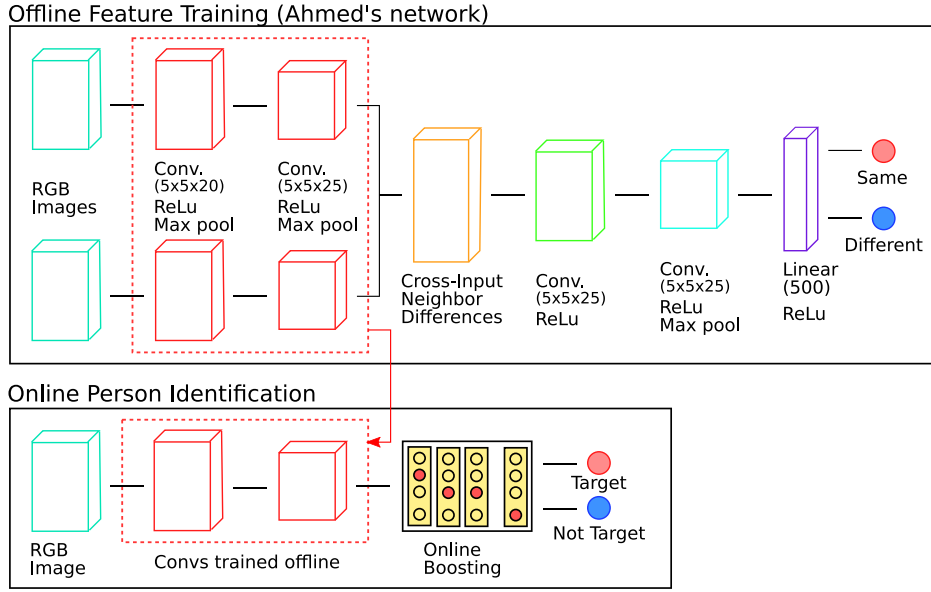 Offline Feature Training (Ahmed's network)
RGB
Images
Conv.
(5x5x20)
ReLu
Max pool
Conv.
(5x5x25)
ReLu
Max pool
Cross-Input
Neighbor
Differences
Conv.
(5x5x25)
ReLu
Conv.
(5x5x25)
ReLu
Max pool
Linear
(500)
ReLu
Same
Different
Online Person Identification
RGB
Image
Convs trained offline
Online
Boosting
Target
Not Target